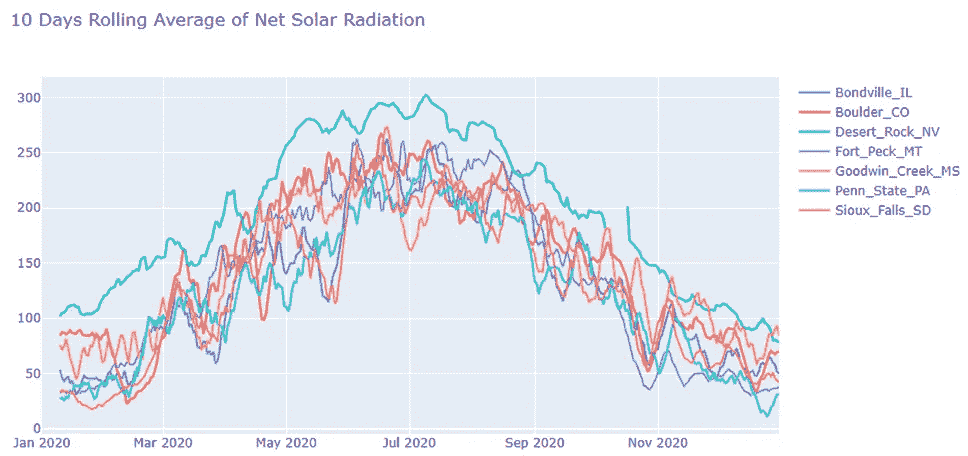 10 Days Rolling Average of Net Solar Radiation
300
250
200
150
100
50
0
Jan 2020
Mar 2020
May 2020
Jul 2020
Sep 2020
Nov 2020
Bondville_IL
Boulder_CO
Desert_Rock_NV
Fort_Peck_MT
Goodwin_Creek_MS
Penn_State_PA
Sioux_Falls_SD